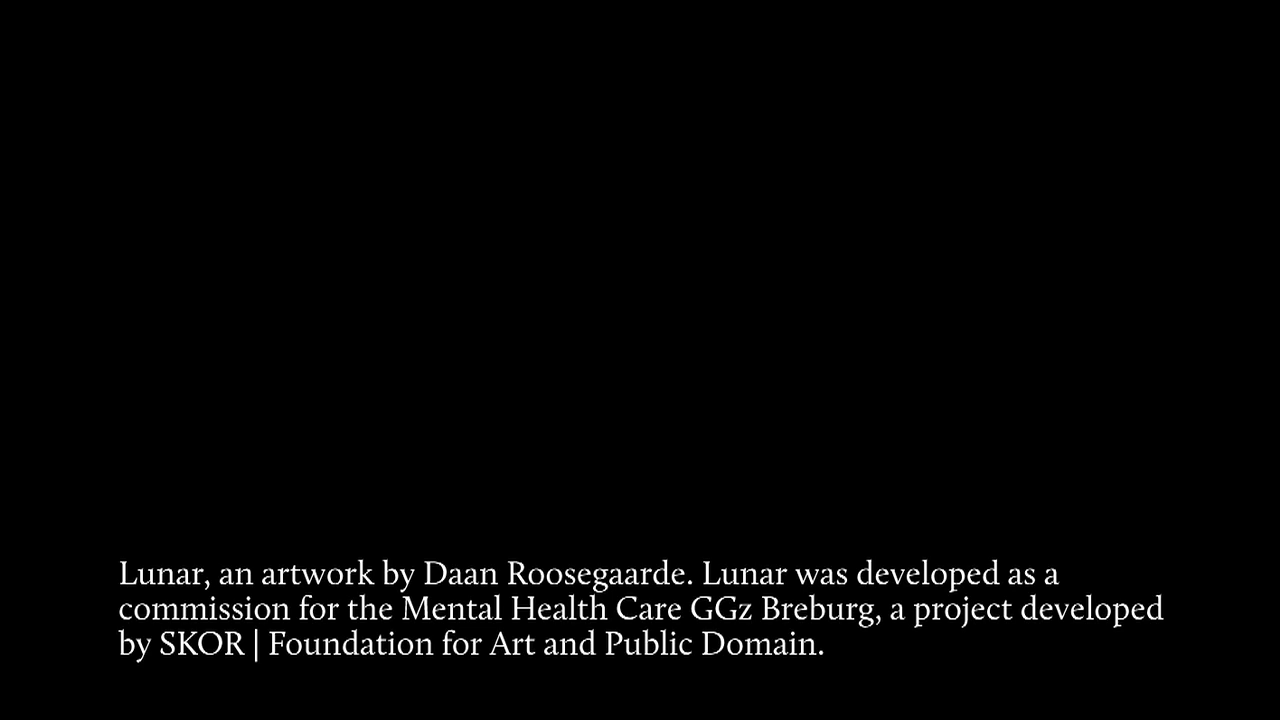 Lunar, an artwork by Daan Roosegaarde. Lunar was developed as a
commission for the Mental Health Care GGz Breburg, a project developed
by SKOR | Foundation for Art and Public Domain.